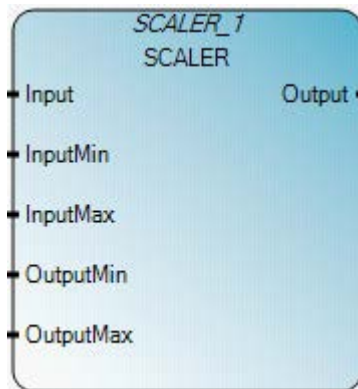 SCALER_1
SCALER
Input Output
InputMin
InputMax
OutputMin
OutputMax